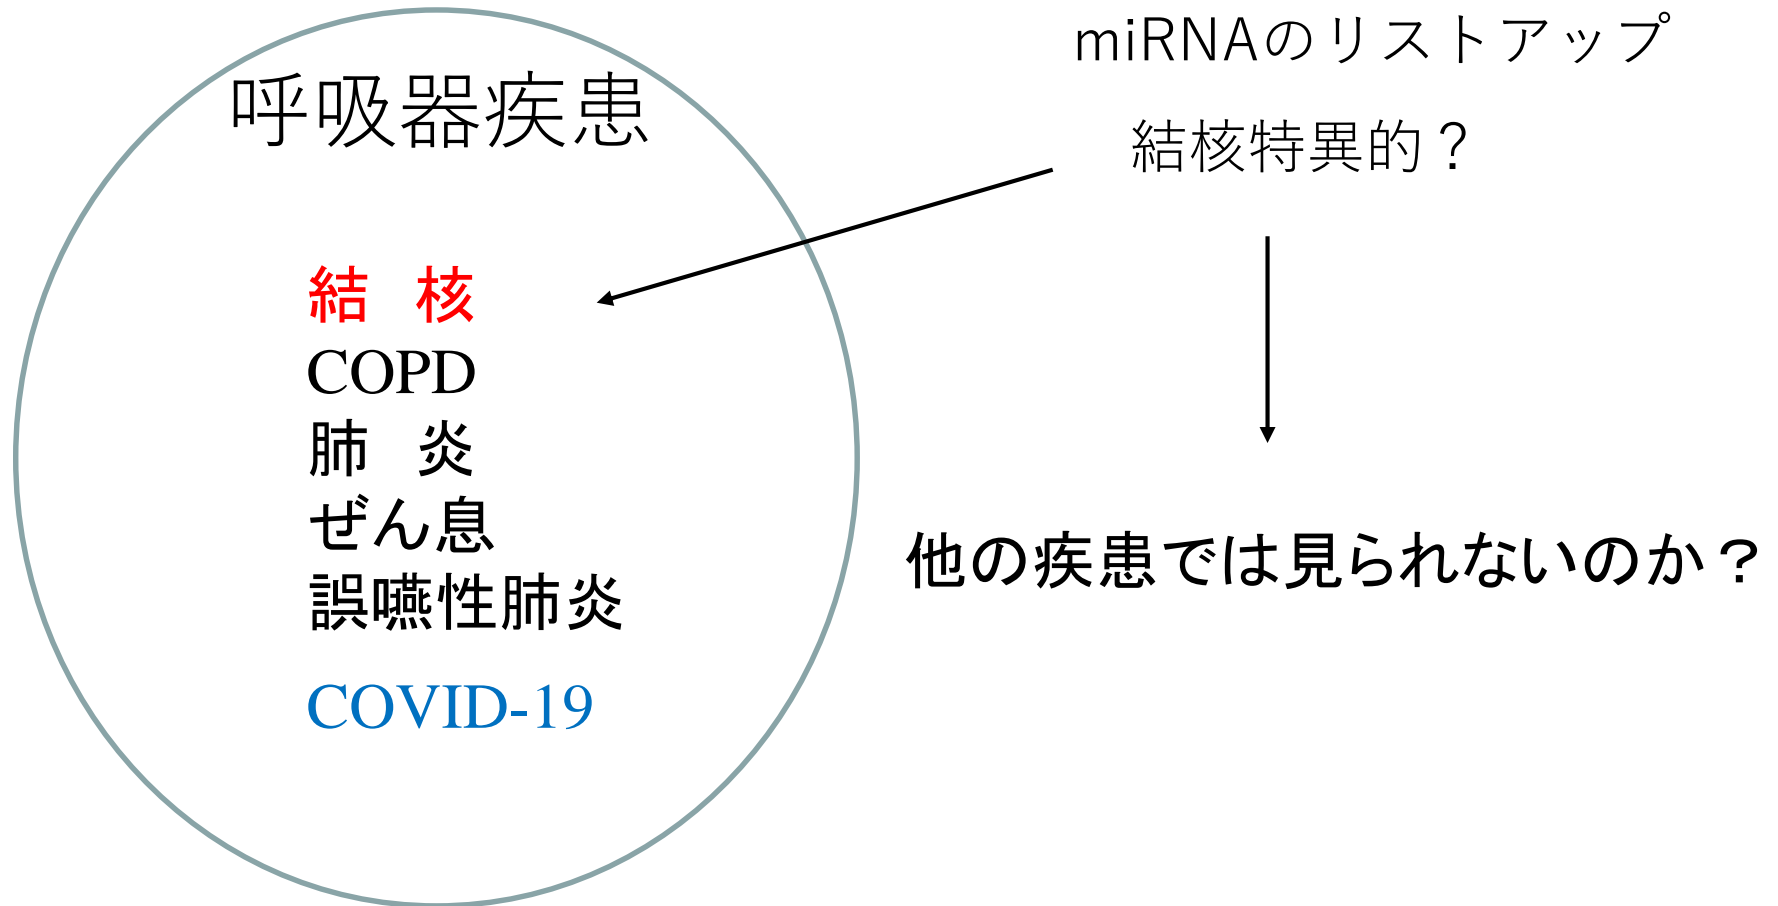 呼吸器疾患
結　核
COPD
肺　炎
ぜん息
誤嚥性肺炎
COVID-19
miRNAのリストアップ
結核特異的？
他の疾患では見られないのか？